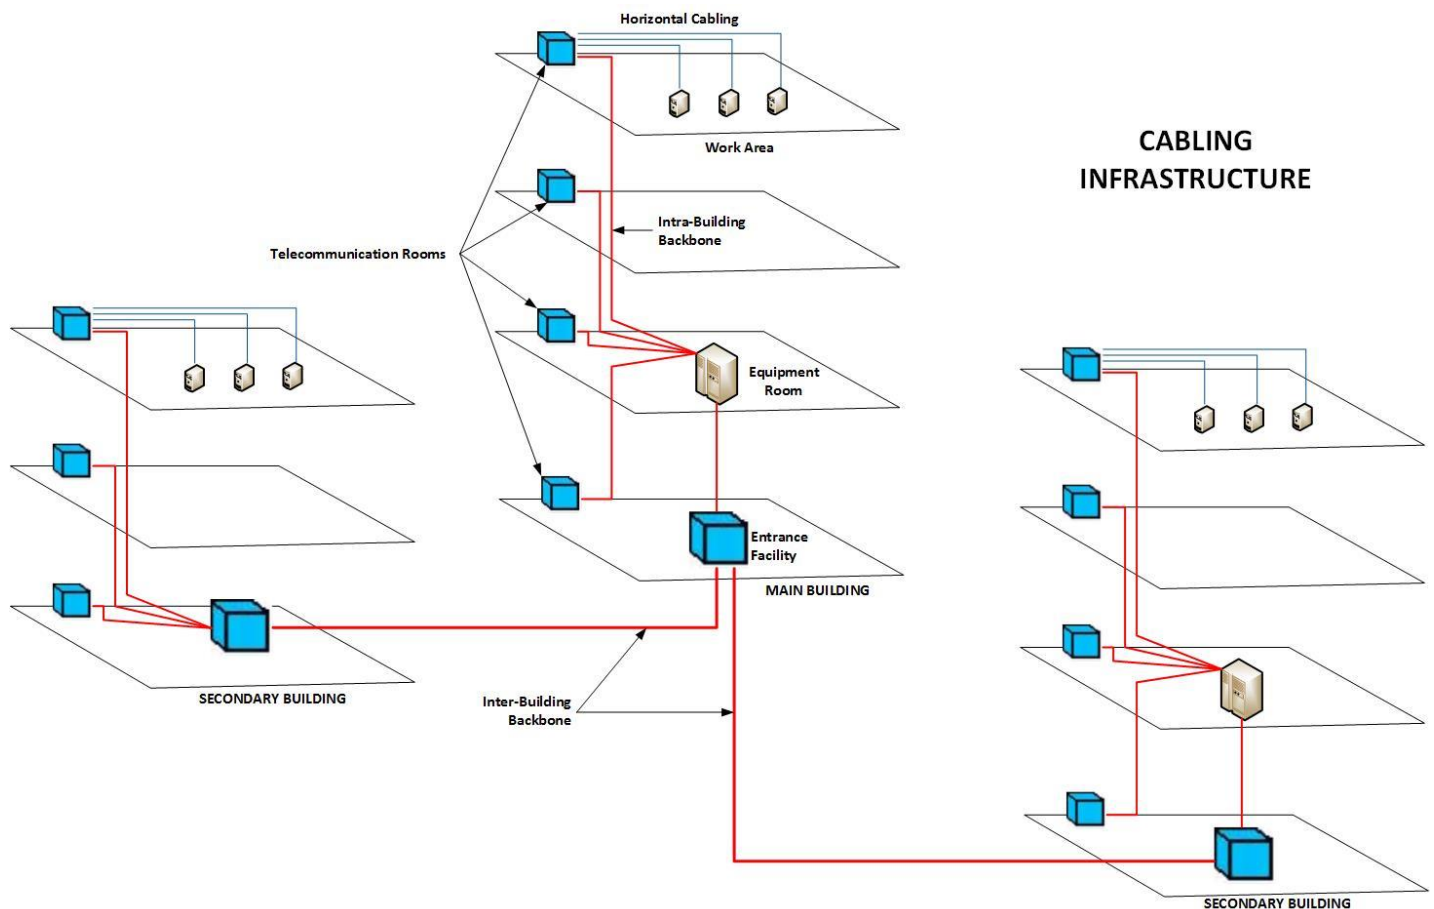 Horizontal Cabling
CABLING
INFRASTRUCTURE
Work Area
Intra-Building
Backbone
Telecommunication Rooms
Equipment
Room
Entrance
Facility
MAIN BUILDING
SECONDARY BUILDING
Inter-Building
Backbone
SECONDARY BUILDING